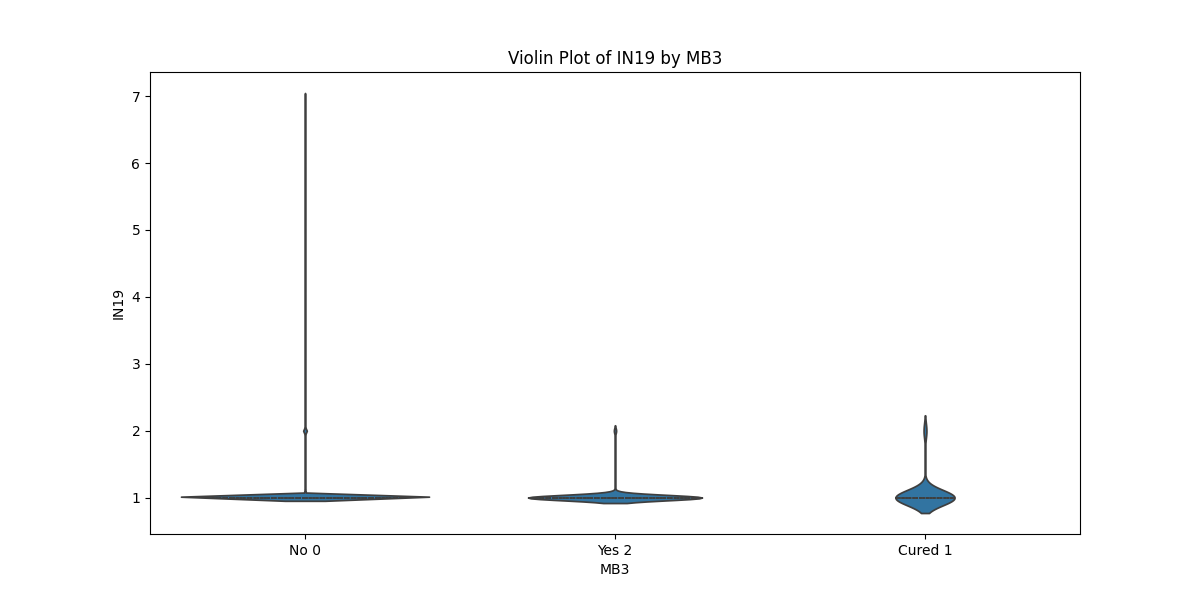 Violin Plot of IN19 by MB3
7
6
5
4
3
2
1
IN19
No 0
Yes 2
Cured 1
MB3